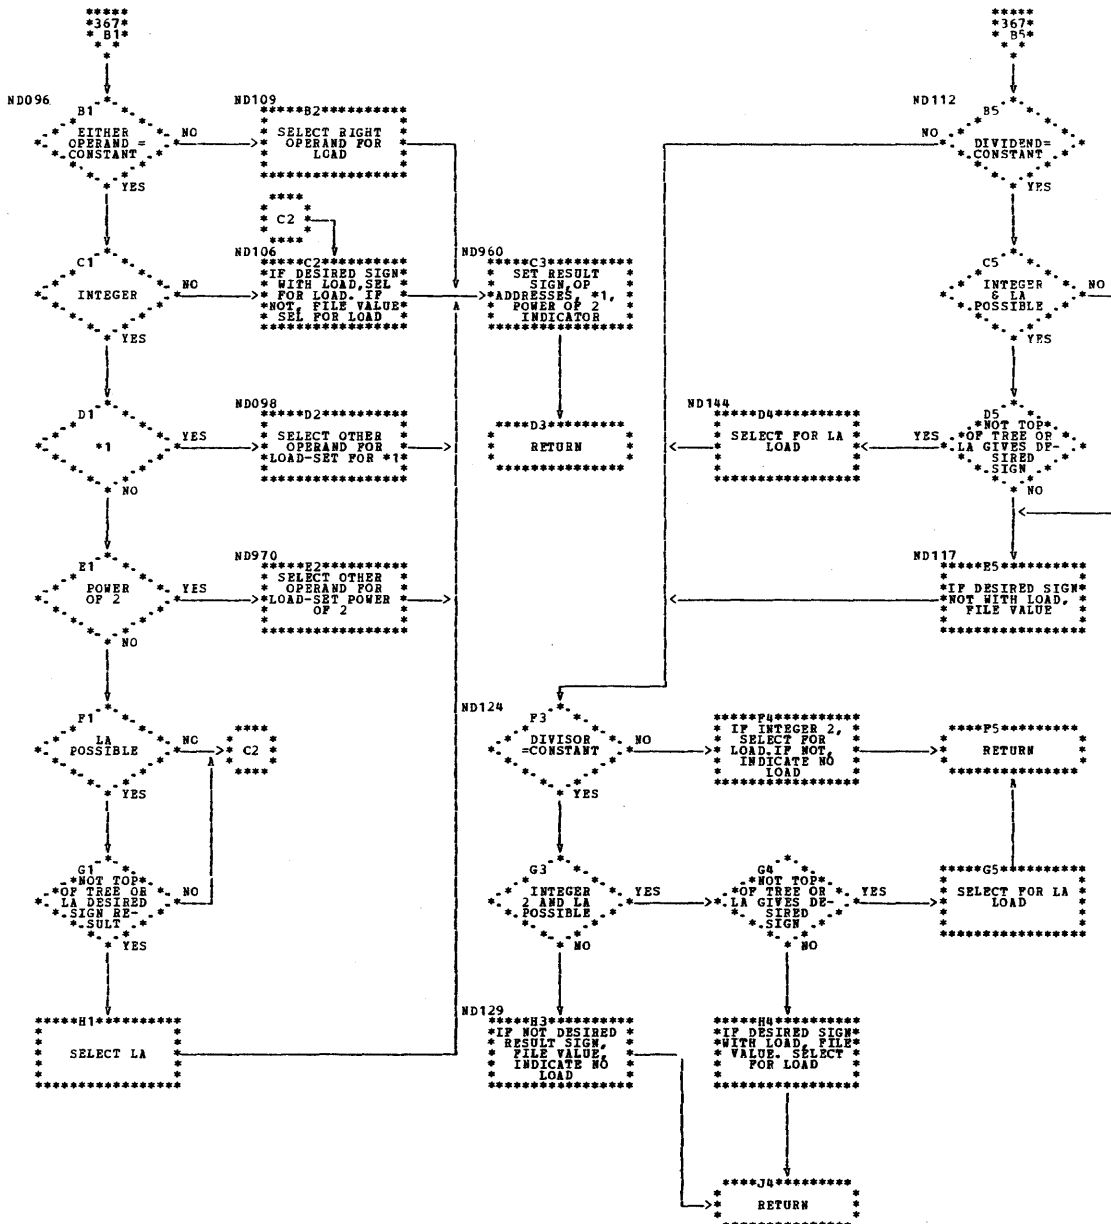 367
B1
367
B5
ND096
B1
EITHER
OPERAND =
CONSTANT
NO
YES
ND109
B2
SELECT RIGHT
OPERAND FOR
LOAD
ND112
B5
DIVIDEND=
CONSTANT
NO
YES
C2
C1
INTEGER
NO
YES
ND106
C2
IF DESIRED SIGN
WITH LOAD,SEL
FOR LOAD. IF
NOT, FILE VALUE
SEL FOR LOAD
ND960
C3
SET RESULT
SIGN,OP
ADDRESSES, *1,
POWER OF 2
INDICATOR
C5
INTEGER
& LA
POSSIBLE
NO
YES
D1
*1
YES
NO
ND098
D2
SELECT OTHER
OPERAND FOR
LOAD-SET FOR *1
D3
RETURN
ND144
D4
SELECT FOR LA
LOAD
D5
NOT TOP
OF TREE OR
LA GIVES DE-
SIRED
SIGN
YES
NO
E1
POWER
OF 2
YES
NO
ND970
E2
SELECT OTHER
OPERAND FOR
LOAD-SET POWER
OF 2
ND117
E5
IF DESIRED SIGN
NOT WITH LOAD,
FILE VALUE
F1
LA
POSSIBLE
NO
YES
C2
ND124
F3
DIVISOR
=CONSTANT
NO
YES
F4
IF INTEGER 2,
SELECT FOR
LOAD.IF NOT,
INDICATE NO
LOAD
F5
RETURN
G1
NOT TOP
OF TREE OR
LA DESIRED
SIGN RE-
SULT
NO
YES
G3
INTEGER
2 AND LA
POSSIBLE
YES
NO
G4
NOT TOP
OF TREE OR
LA GIVES DE-
SIRED
SIGN
YES
NO
G5
SELECT FOR LA
LOAD
H1
SELECT LA
ND129
H3
IF NOT DESIRED
RESULT SIGN,
FILE VALUE,
INDICATE NO
LOAD
H4
IF DESIRED SIGN
WITH LOAD, FILE
VALUE. SELECT
FOR LOAD
J4
RETURN